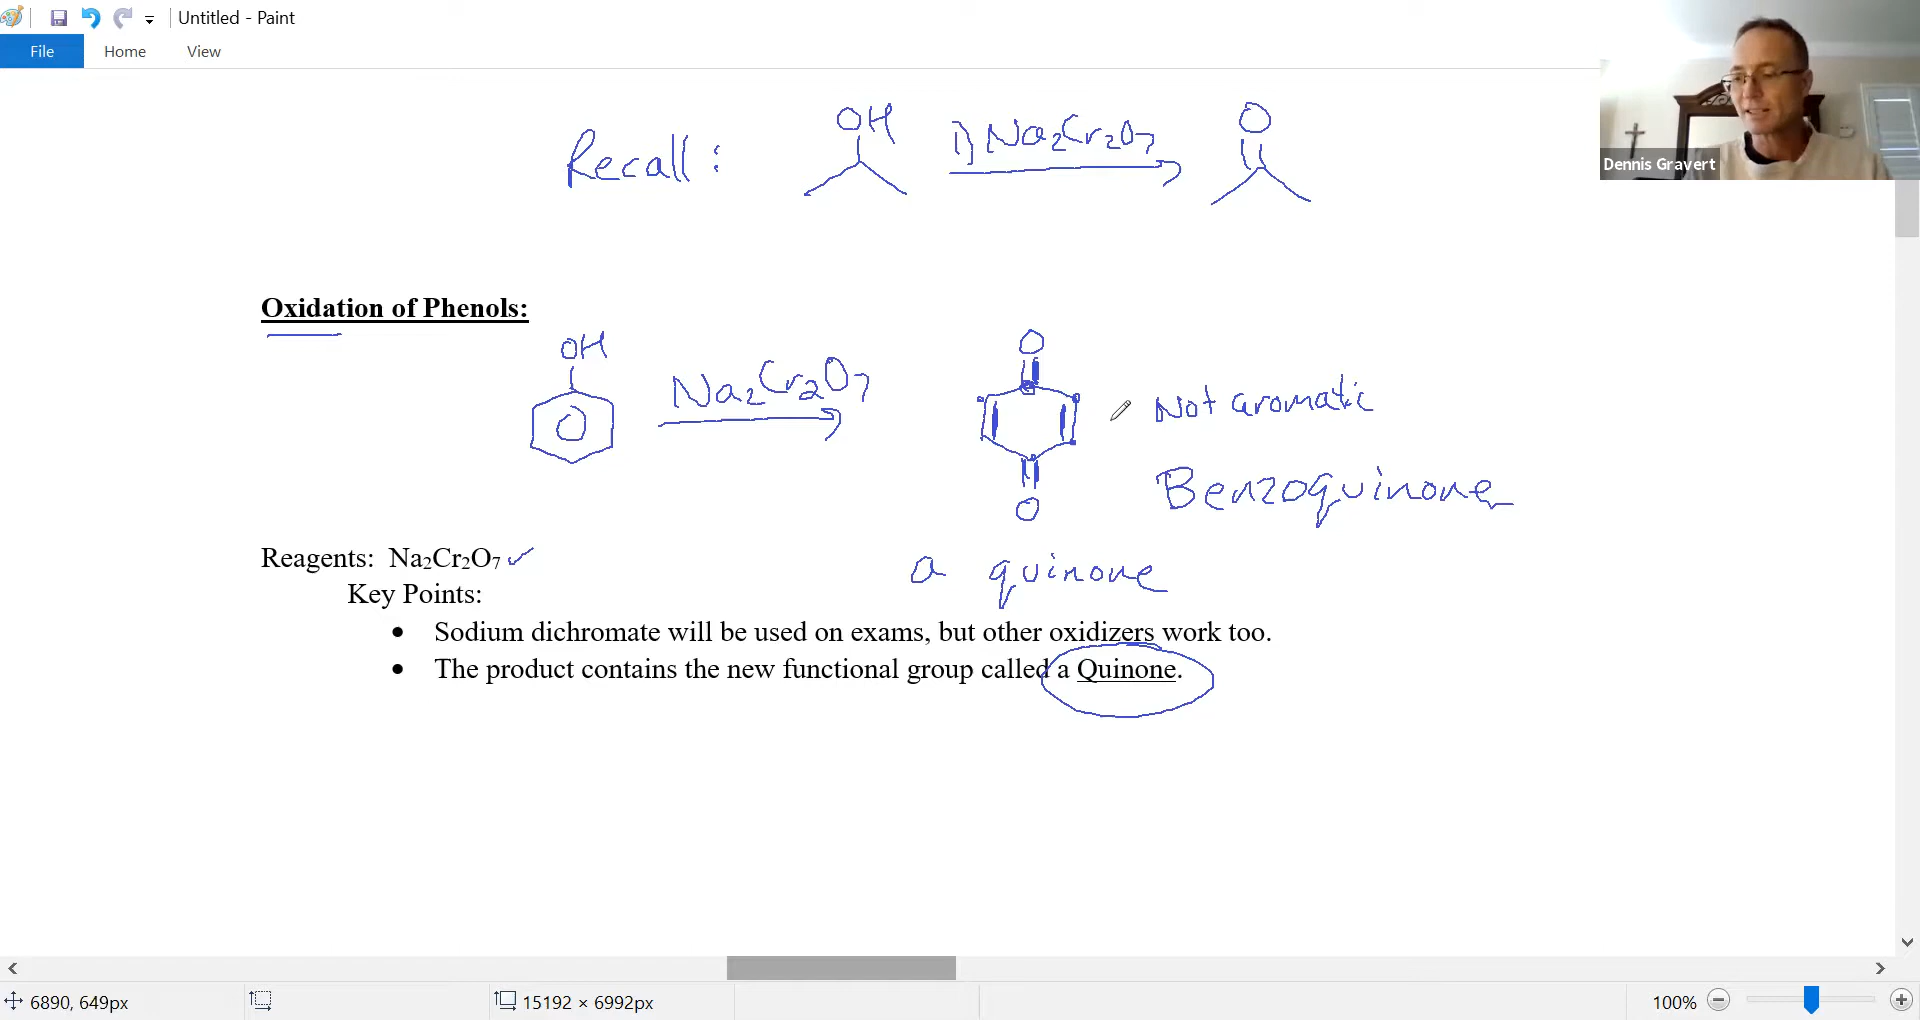 Untitled - Paint
File Home View
Dennis Gravert
Recall: OH 1) Na₂Cr₂O₇ O
Oxidation of Phenols:
OH Na₂Cr₂O₇ O
Not aromatic
Benzoquinone
O
Reagents: Na₂Cr₂O₇ ✓
a quinone
Key Points:
• Sodium dichromate will be used on exams, but other oxidizers work too.
• The product contains the new functional group called a Quinone.
6890, 649px 15192 × 6992px 100%